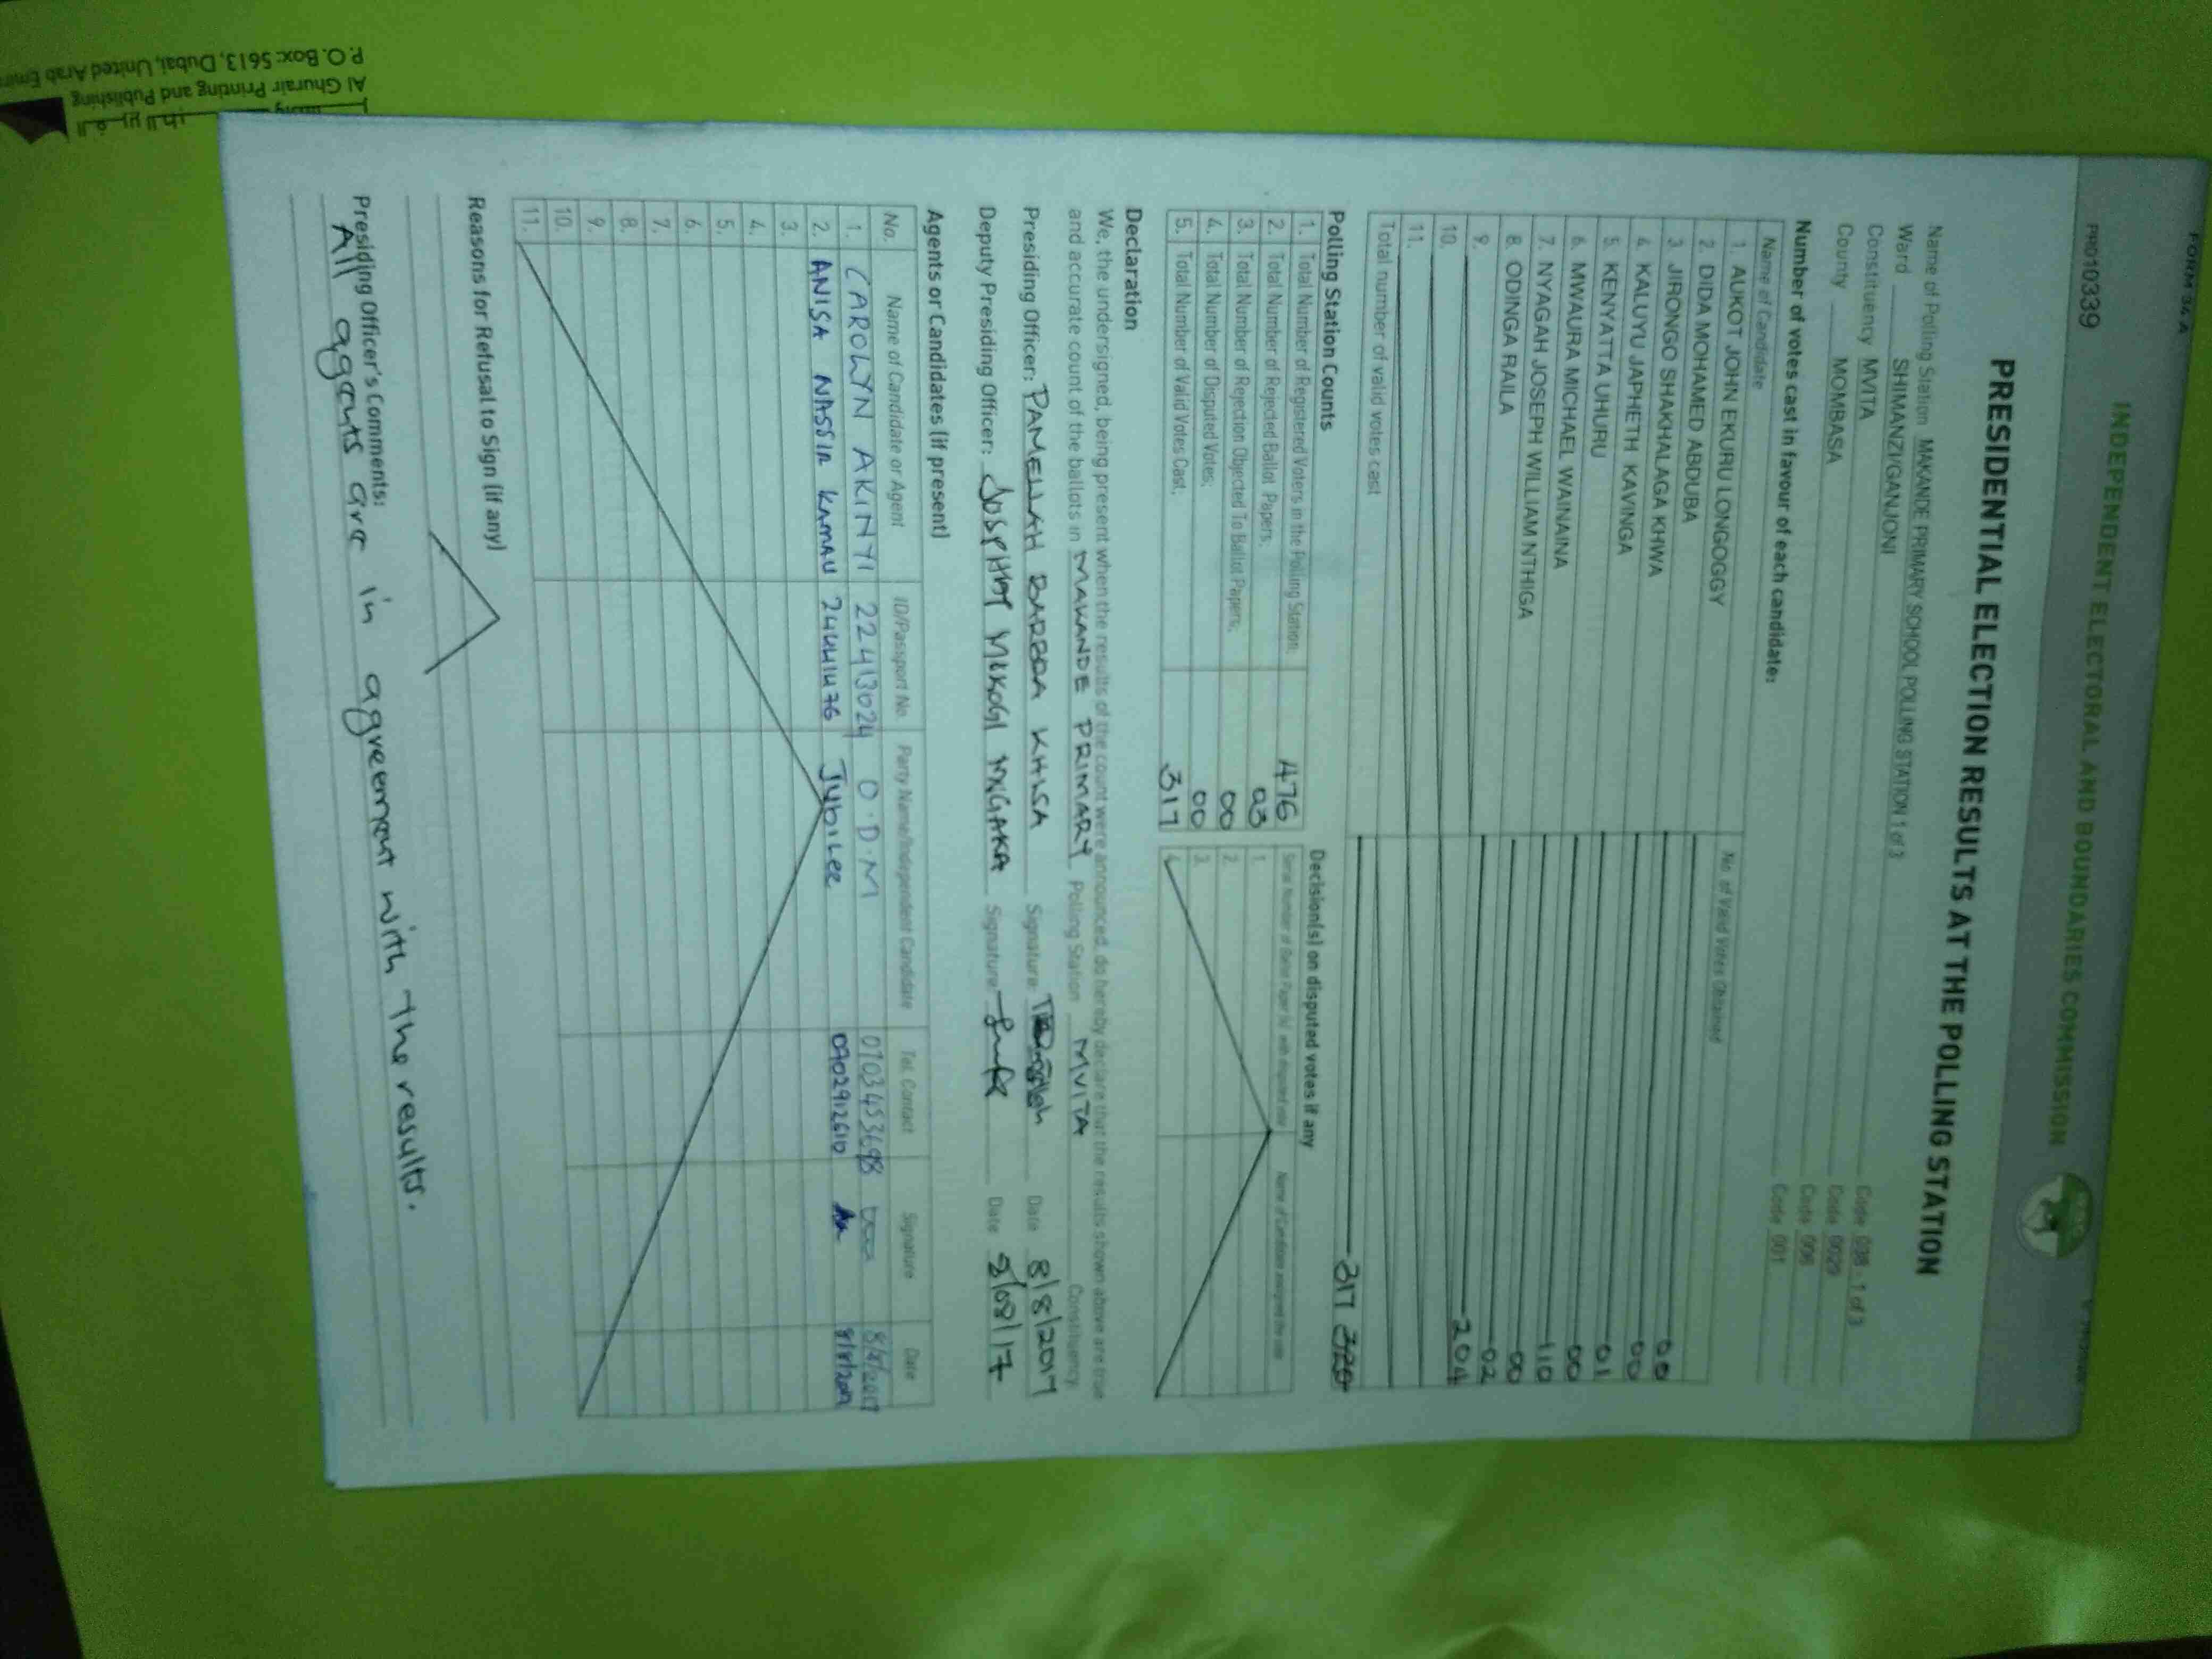 FORM 34 A
INDEPENDENT ELECTORAL AND BOUNDARIES COMMISSION
PR010339
PRESIDENTIAL ELECTION RESULTS AT THE POLLING STATION
Name of Polling Station MAKANDE PRIMARY SCHOOL POLLING STATION 1 of 3 Code 038 - 1 of 3
Ward SHIMANZI/GANJONI Code 0029
Constituency MVITA Code 006
County MOMBASA Code 001
Number of votes cast in favour of each candidate:
Name of Candidate No. of Valid Votes Obtained
1. AUKOT JOHN EKURU LONGOGGY 00
2. DIDA MOHAMED ABDUBA 00
3. JIRONGO SHAKHALAGA KHWA 01
4. KALUYU JAPHETH KAVINGA 00
5. KENYATTA UHURU 110
6. MWAURA MICHAEL WAINAINA 00
7. NYAGAH JOSEPH WILLIAM NTHIGA 02
8. ODINGA RAILA 204
9.
10.
11.
Total number of valid votes cast 317 320
Polling Station Counts
1. Total Number of Registered Voters in the Polling Station: 476
2. Total Number of Rejected Ballot Papers: 03
3. Total Number of Rejection Objected To Ballot Papers: 00
4. Total Number of Disputed Votes: 00
5. Total Number of Valid Votes Cast: 317
Decision(s) on disputed votes if any
Serial Number of Ballot Paper (s) with disputed vote Name of Candidate assigned the vote
1.
2.
3.
4.
Declaration
We, the undersigned, being present when the results of the count were announced, do hereby declare that the results shown above are true
and accurate count of the ballots in MAKANDE PRIMARY Polling Station MVITA Constituency.
Presiding Officer: PAMELLAH BARBRA KHISA Signature Date 8/8/2017
Deputy Presiding Officer: JOSPHAT MOKOGI Signature Date 8/08/17
Agents or Candidates (if present)
No. Name of Candidate or Agent ID/Passport No. Party Name/Independent Candidate Tel. Contact Signature Date
1. CAROLYN AKINYI 22413024 O.D.M 0703453698 8/8/2017
2. ANISA NASSIR KAMAU 24441476 Jubilee 0702912610 8/8/2017
3.
4.
5.
6.
7.
8.
9.
10.
11.
Reasons for Refusal to Sign (if any)
Presiding Officer's Comments:
All agents are in agreement with the results.
Al Ghurair Printing and Publishing
P.O. Box: 5613, Dubai, United Arab